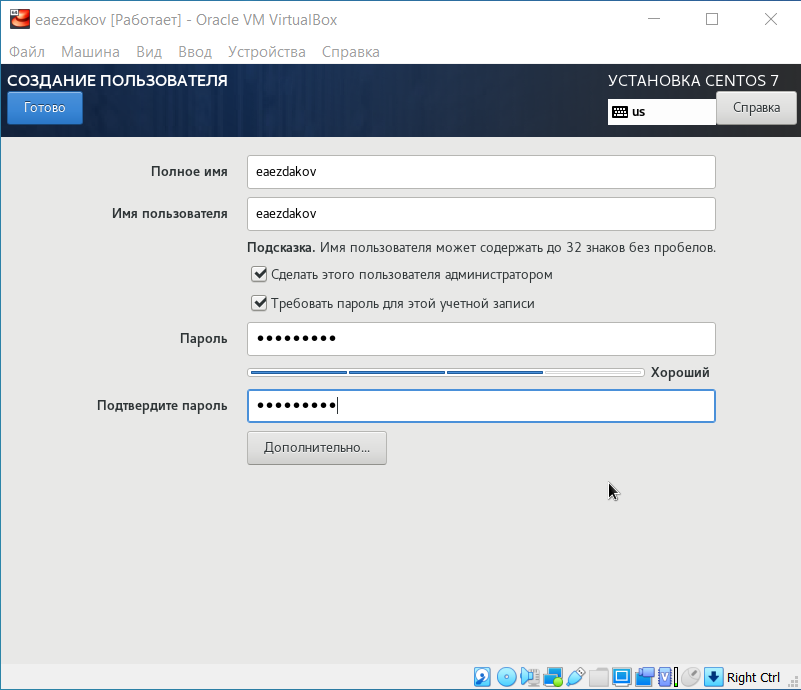 eaezdakov [Работает] - Oracle VM VirtualBox
Файл Машина Вид Ввод Устройства Справка
СОЗДАНИЕ ПОЛЬЗОВАТЕЛЯ
УСТАНОВКА CENTOS 7
Готово
us
Справка
Полное имя
eaezdakov
Имя пользователя
eaezdakov
Подсказка. Имя пользователя может содержать до 32 знаков без пробелов.
Сделать этого пользователя администратором
Требовать пароль для этой учетной записи
Пароль
●●●●●●●●●
Хороший
Подтвердите пароль
●●●●●●●●●
Дополнительно...
Right Ctrl